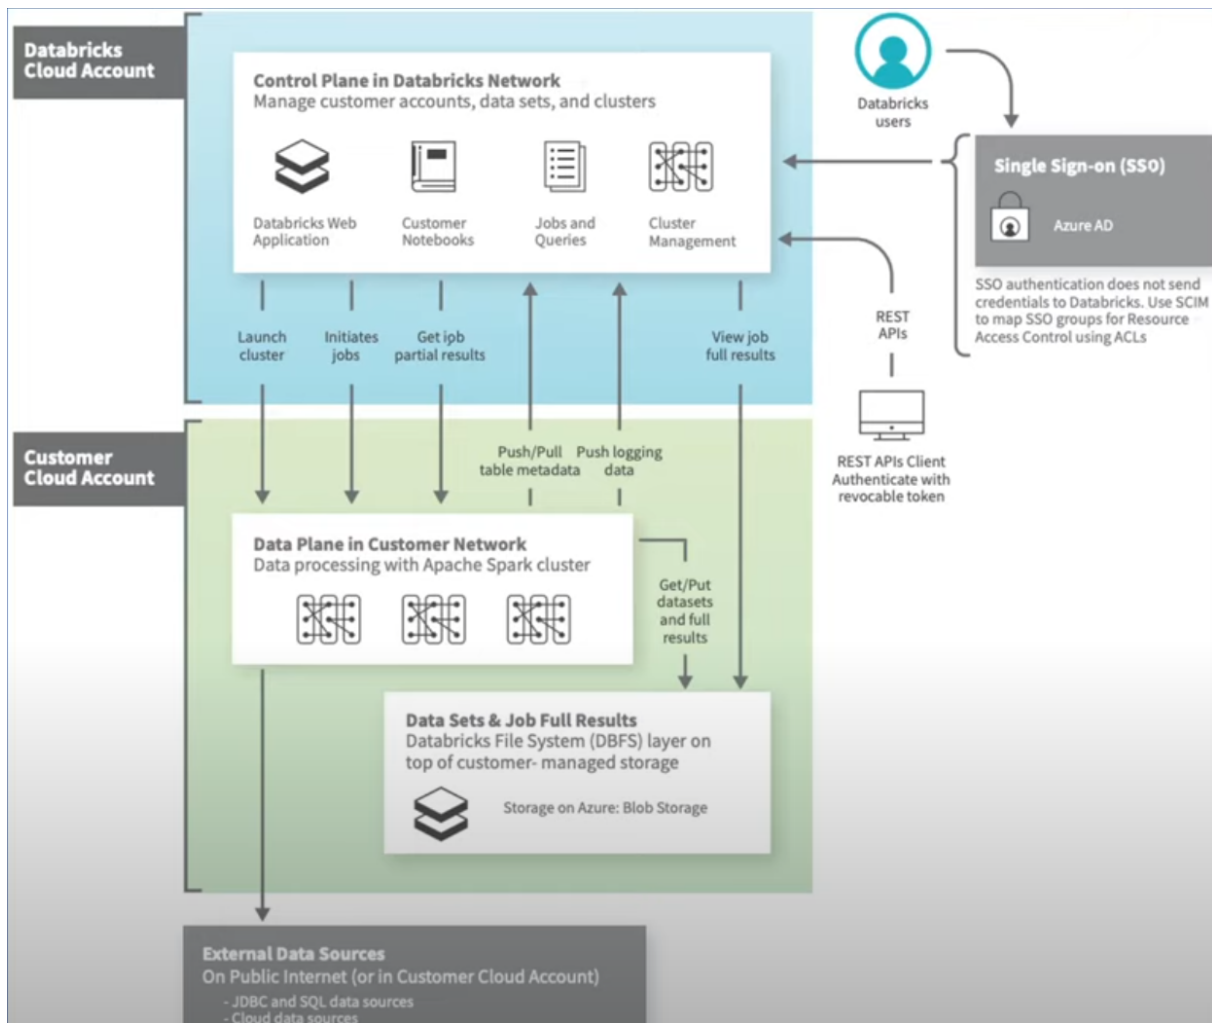 Databricks
Cloud Account
Control Plane in Databricks Network
Manage customer accounts, data sets, and clusters
Databricks Web
Application
Customer
Notebooks
Jobs and
Queries
Cluster
Management
Databricks
users
Single Sign-on (SSO)
Azure AD
SSO authentication does not send
credentials to Databricks. Use SCIM
to map SSO groups for Resource
Access Control using ACLs
REST
APIs
REST APIs Client
Authenticate with
revocable token
Launch
cluster
Initiates
jobs
Get job
partial results
View job
full results
Customer
Cloud Account
Push/Pull
table metadata
Push logging
data
Data Plane in Customer Network
Data processing with Apache Spark cluster
Get/Put
datasets
and full
results
Data Sets & Job Full Results
Databricks File System (DBFS) layer on
top of customer- managed storage
Storage on Azure: Blob Storage
External Data Sources
On Public Internet (or in Customer Cloud Account)
- JDBC and SQL data sources
- Cloud data sources